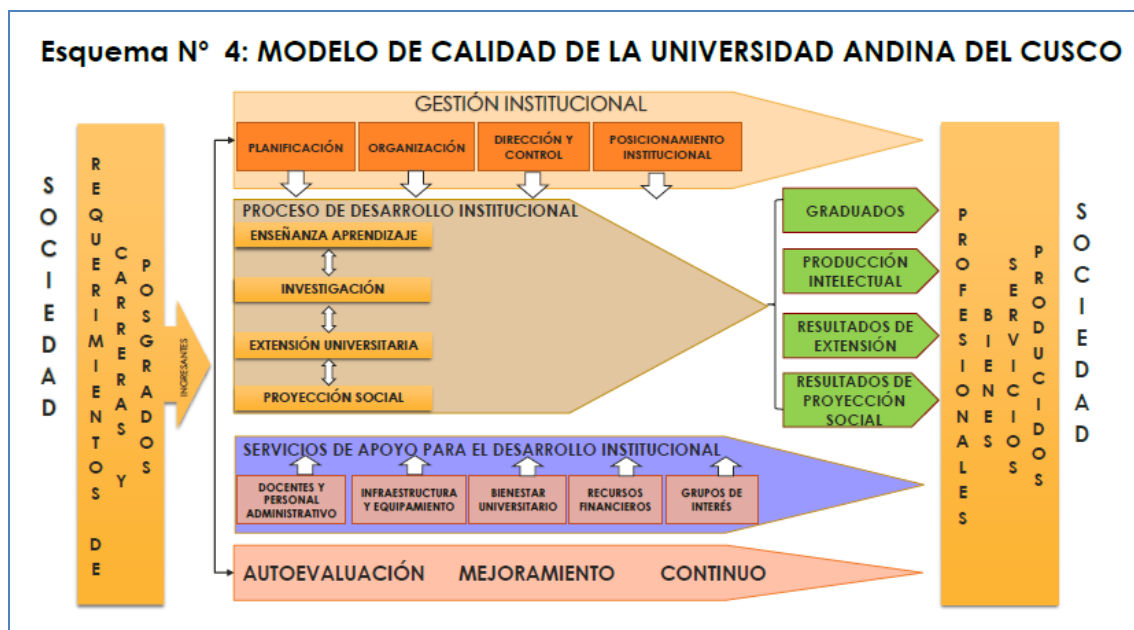 Esquema N° 4: MODELO DE CALIDAD DE LA UNIVERSIDAD ANDINA DEL CUSCO
SOCIEDAD
REQUERIMIENTOS DE
CARRERAS Y
POSGRADOS
INGRESANTES
GESTIÓN INSTITUCIONAL
PLANIFICACIÓN
ORGANIZACIÓN
DIRECCIÓN Y
CONTROL
POSICIONAMIENTO
INSTITUCIONAL
PROCESO DE DESARROLLO INSTITUCIONAL
ENSEÑANZA APRENDIZAJE
INVESTIGACIÓN
EXTENSIÓN UNIVERSITARIA
PROYECCIÓN SOCIAL
SERVICIOS DE APOYO PARA EL DESARROLLO INSTITUCIONAL
DOCENTES Y
PERSONAL
ADMINISTRATIVO
INFRAESTRUCTURA
Y EQUIPAMIENTO
BIENESTAR
UNIVERSITARIO
RECURSOS
FINANCIEROS
GRUPOS DE
INTERÉS
AUTOEVALUACIÓN MEJORAMIENTO CONTINUO
GRADUADOS
PRODUCCIÓN
INTELECTUAL
RESULTADOS DE
EXTENSIÓN
RESULTADOS DE
PROYECCIÓN
SOCIAL
PROFESIONALES
BIENES
SERVICIOS
PRODUCIDOS
SOCIEDAD